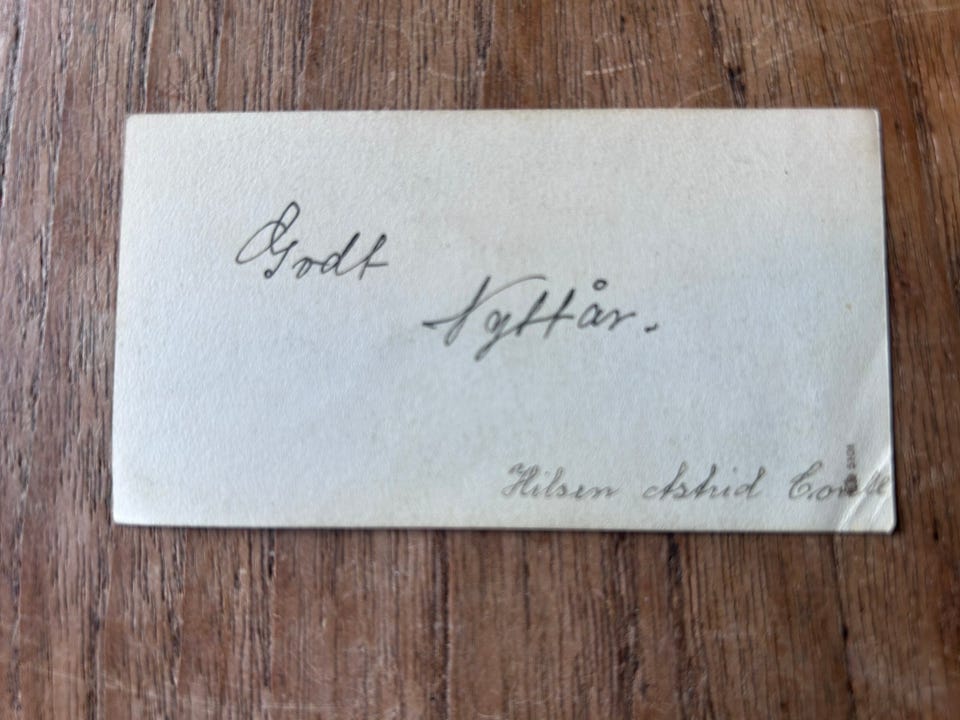 Godt
Nyttår.
Hilsen Astrid